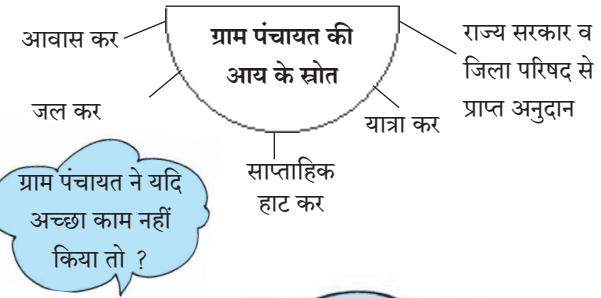 ग्राम पंचायत की
आय के स्रोत
आवास कर
जल कर
साप्ताहिक
हाट कर
यात्रा कर
राज्य सरकार व
जिला परिषद से
प्राप्त अनुदान
ग्राम पंचायत ने यदि
अच्छा काम नहीं
किया तो ?